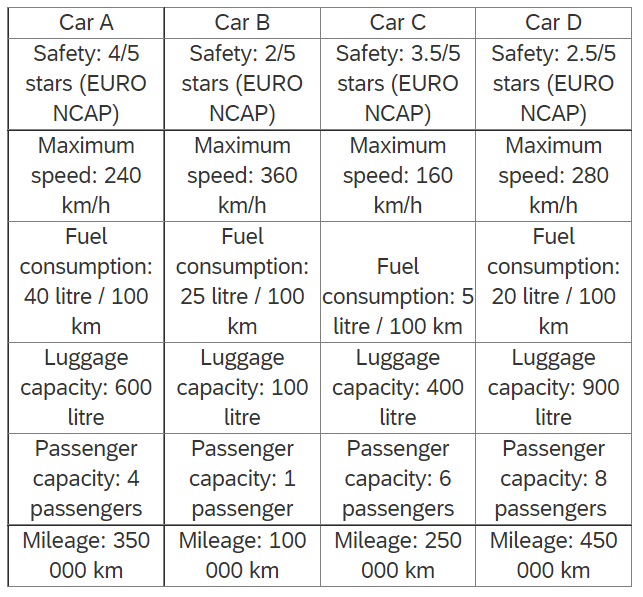 Car A
Car B
Car C
Car D
Safety: 4/5
stars (EURO
NCAP)
Safety: 2/5
stars (EURO
NCAP)
Safety: 3.5/5
stars (EURO
NCAP)
Safety: 2.5/5
stars (EURO
NCAP)
Maximum
speed: 240
km/h
Maximum
speed: 360
km/h
Maximum
speed: 160
km/h
Maximum
speed: 280
km/h
Fuel
consumption:
40 litre / 100
km
Fuel
consumption:
25 litre / 100
km
Fuel
consumption: 5
litre / 100 km
Fuel
consumption:
20 litre / 100
km
Luggage
capacity: 600
litre
Luggage
capacity: 100
litre
Luggage
capacity: 400
litre
Luggage
capacity: 900
litre
Passenger
capacity: 4
passengers
Passenger
capacity: 1
passenger
Passenger
capacity: 6
passengers
Passenger
capacity: 8
passengers
Mileage: 350
000 km
Mileage: 100
000 km
Mileage: 250
000 km
Mileage: 450
000 km